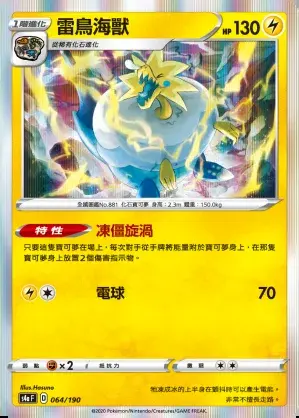 1階進化
雷鳥海獸
HP 130
從稀有化石進化
全國圖鑑No.881 化石寶可夢 身高:2.3m 體重:150.0kg
特性 凍僵旋渦
只要這隻寶可夢在場上,每次對手從手牌將能量附於寶可夢身上,在那隻
寶可夢身上放置2個傷害指示物。
電球 70
弱點 ×2 抵抗力 撤退
Illus.Hasuno
s4a F D 064/190
牠凍成冰的上半身在顫抖時可以產生電力,
非常不擅長走路。
©2020 Pokémon/Nintendo/Creatures/GAME FREAK.